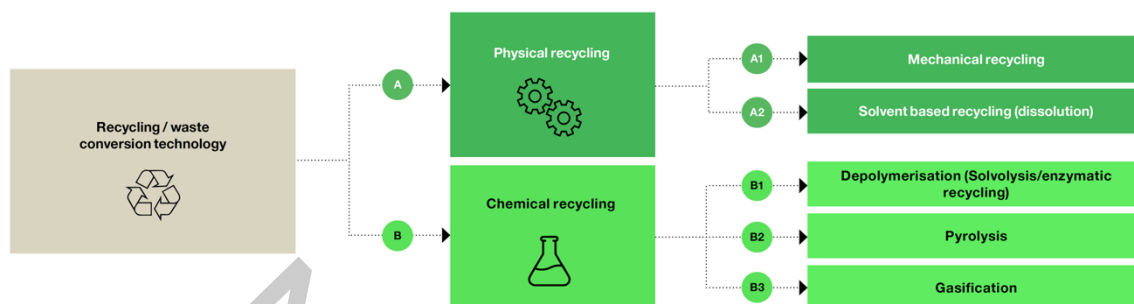 Recycling / waste
conversion technology
A
Physical recycling
A1
Mechanical recycling
A2
Solvent based recycling (dissolution)
B
Chemical recycling
B1
Depolymerisation (Solvolysis/enzymatic
recycling)
B2
Pyrolysis
B3
Gasification